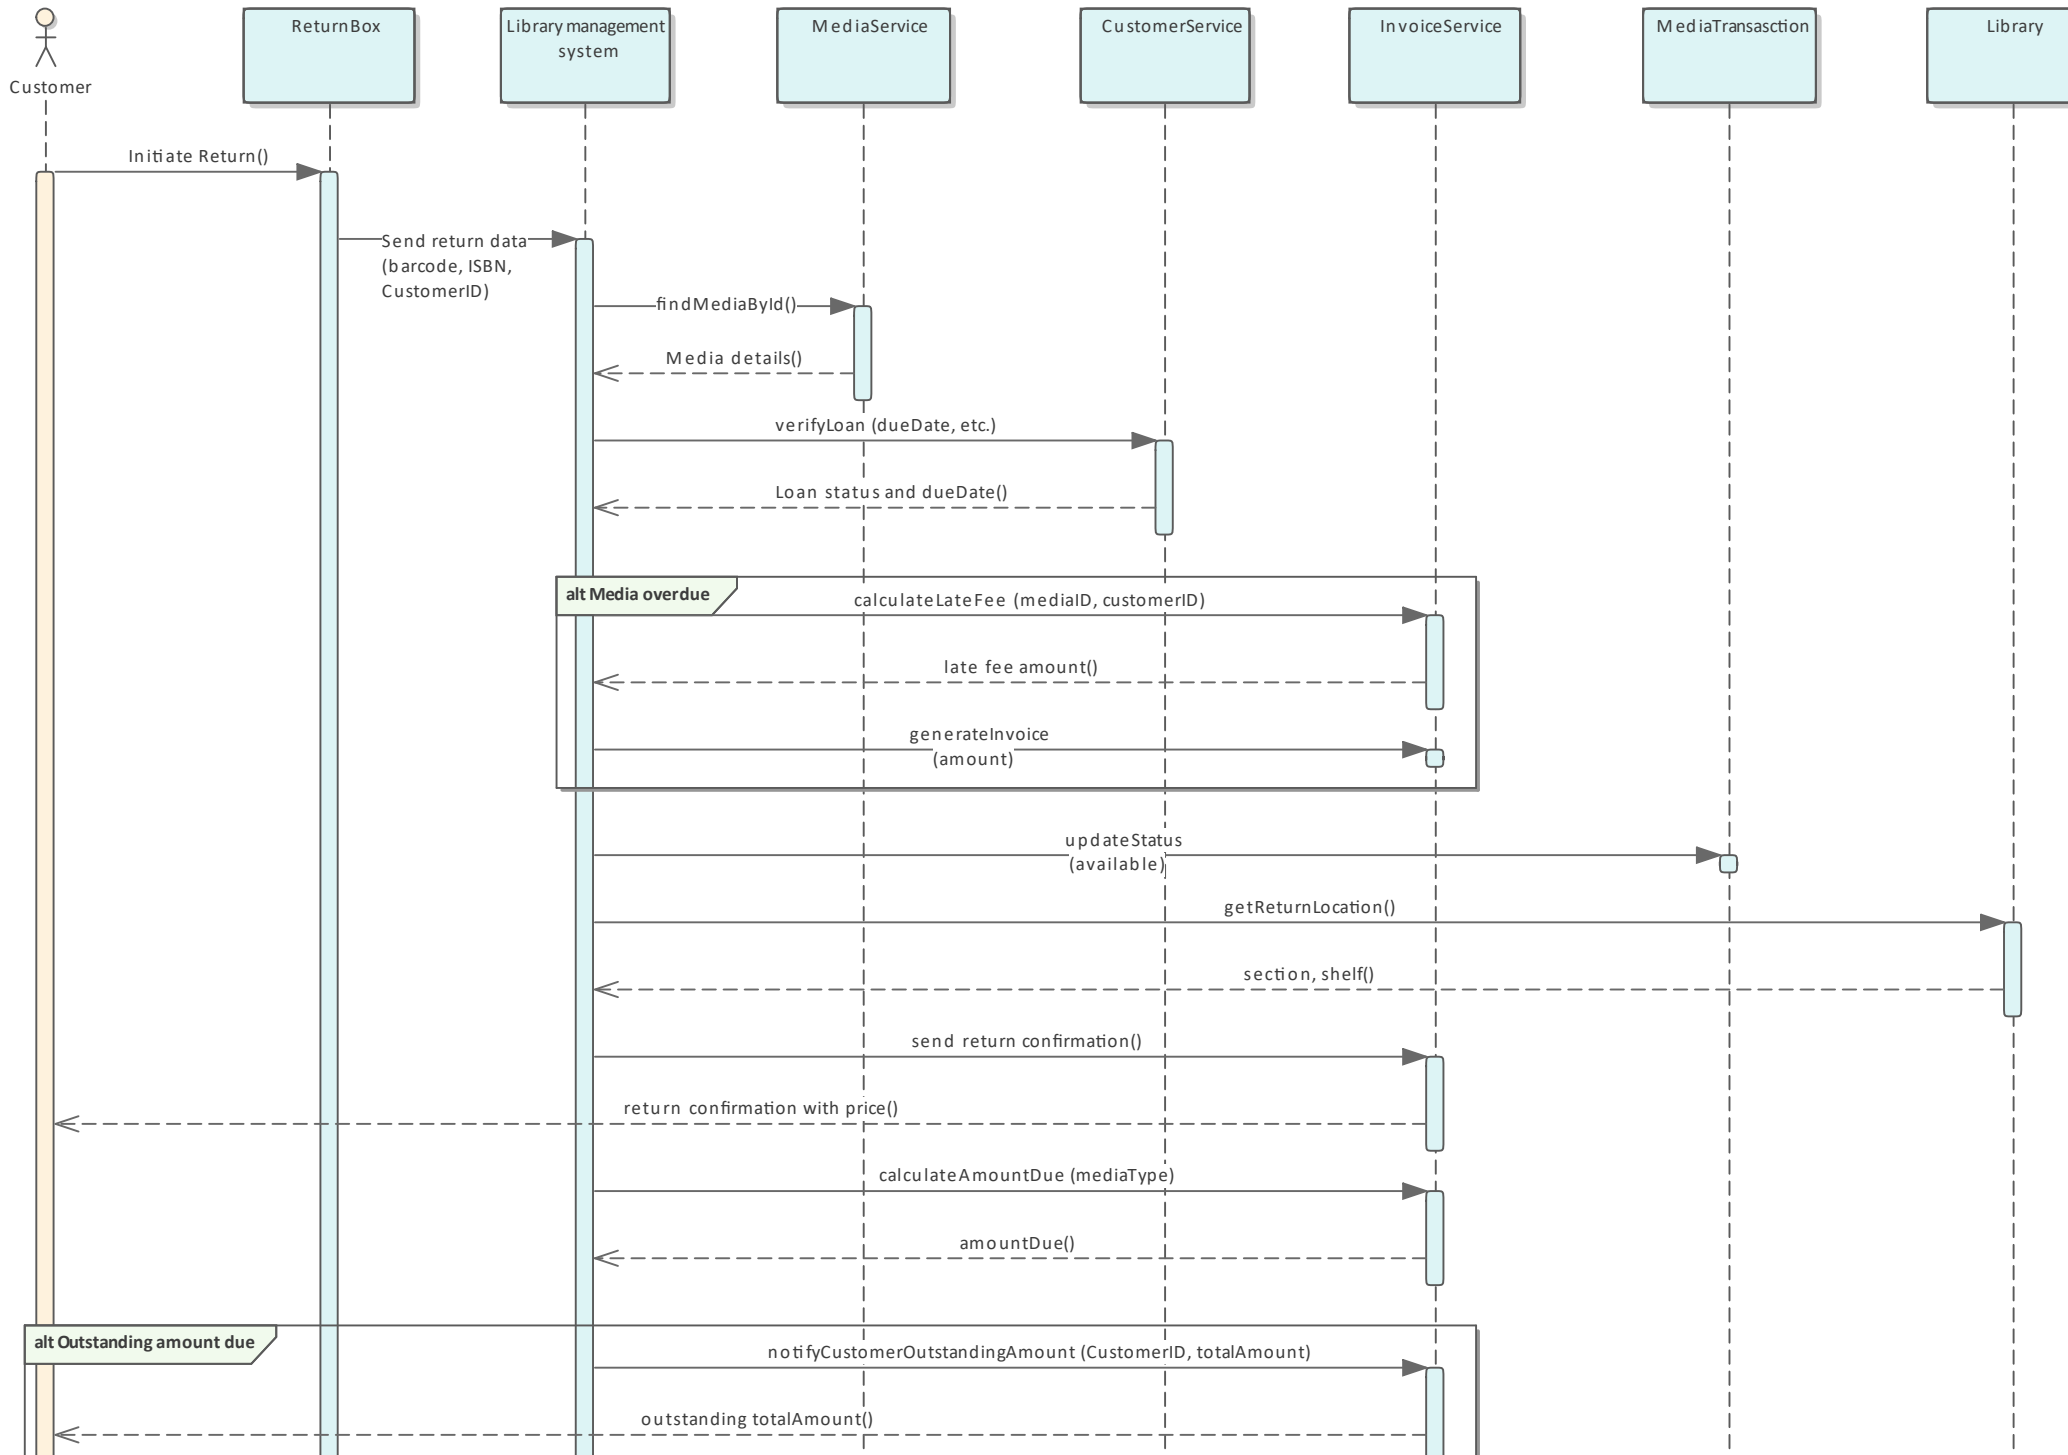 Customer
ReturnBox
Library management
system
MediaService
CustomerService
InvoiceService
MediaTransasction
Library
Initiate Return()
Send return data
(barcode, ISBN,
CustomerID)
findMediaById()
Media details()
verifyLoan (dueDate, etc.)
Loan status and dueDate()
alt Media overdue
calculateLateFee (mediaID, customerID)
late fee amount()
generateInvoice
(amount)
updateStatus
(available)
getReturnLocation()
section, shelf()
send return confirmation()
return confirmation with price()
calculateAmountDue (mediaType)
amountDue()
alt Outstanding amount due
notifyCustomerOutstandingAmount (CustomerID, totalAmount)
outstanding totalAmount()